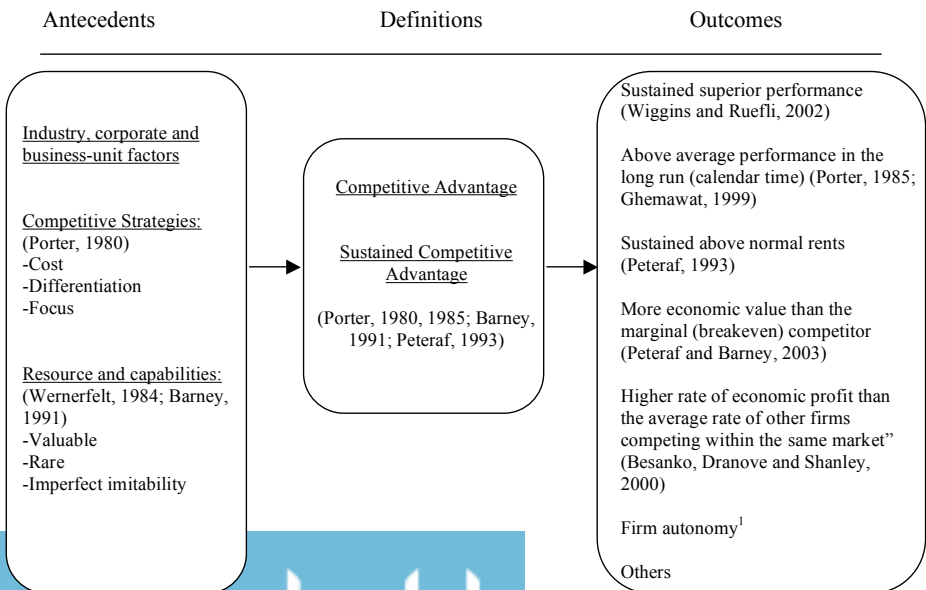 Antecedents Definitions Outcomes
Industry, corporate and
business-unit factors
Competitive Strategies:
(Porter, 1980)
-Cost
-Differentiation
-Focus
Resource and capabilities:
(Wernerfelt, 1984; Barney,
1991)
-Valuable
-Rare
-Imperfect imitability
Competitive Advantage
Sustained Competitive
Advantage
(Porter, 1980, 1985; Barney,
1991; Peteraf, 1993)
Sustained superior performance
(Wiggins and Ruefli, 2002)
Above average performance in the
long run (calendar time) (Porter, 1985;
Ghemawat, 1999)
Sustained above normal rents
(Peteraf, 1993)
More economic value than the
marginal (breakeven) competitor
(Peteraf and Barney, 2003)
Higher rate of economic profit than
the average rate of other firms
competing within the same market”
(Besanko, Dranove and Shanley,
2000)
Firm autonomy¹
Others